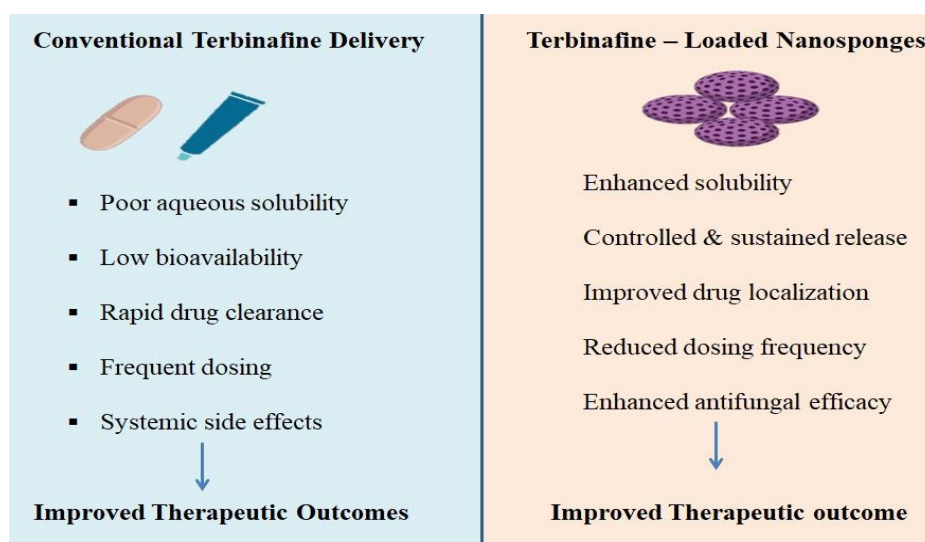 Conventional Terbinafine Delivery
▪ Poor aqueous solubility
▪ Low bioavailability
▪ Rapid drug clearance
▪ Frequent dosing
▪ Systemic side effects
Improved Therapeutic Outcomes
Terbinafine – Loaded Nanosponges
Enhanced solubility
Controlled & sustained release
Improved drug localization
Reduced dosing frequency
Enhanced antifungal efficacy
Improved Therapeutic outcome